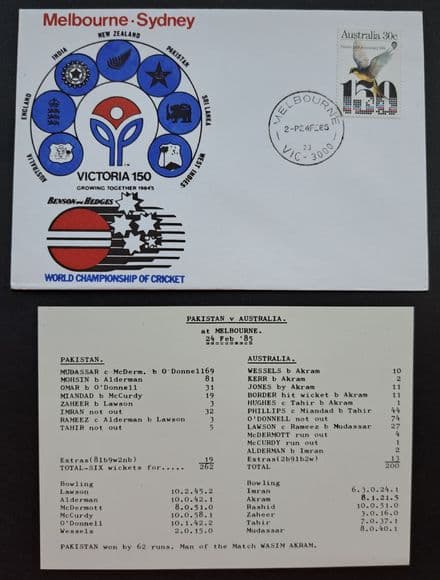 Melbourne · Sydney
NEW ZEALAND
INDIA
PAKISTAN
ENGLAND
SRI LANKA
AUSTRALIA
WEST INDIES
VICTORIA 150
GROWING TOGETHER 1984/5
BENSON and HEDGES
WORLD CHAMPIONSHIP OF CRICKET
Australia 30c
150
MELBOURNE
2-P24FE85
23
VIC-3000
PAKISTAN v AUSTRALIA.
at MELBOURNE.
24 Feb '85
PAKISTAN.
MUDASSAR c McDerm. b O'Donnell69
MOHSIN b Alderman 81
OMAR b O'Donnell 31
MIANDAD b McCurdy 19
ZAHEER b Lawson 3
IMRAN not out 32
RAMEEZ c Alderman b Lawson 3
TAHIR not out 5
Extras(81b9w2nb) 19
TOTAL-SIX wickets for..... 262
Bowling
Lawson 10.2.45.2
Alderman 10.0.42.1
McDermott 8.0.51.0
McCurdy 10.0.58.1
O'Donnell 10.1.42.2
Wessels 2.0.15.0
AUSTRALIA.
WESSELS b Akram 10
KERR b Akram 2
JONES by Akram 11
BORDER hit wicket b Akram 11
HUGHES c Tahir b Akram 1
PHILLIPS c Miandad b Tahir 44
O'DONNELL not out 74
LAWSON c Rameez b Mudassar 27
McDERMOTT run out 4
McCURDY run out 1
ALDERMAN b Imran 2
Extras(2b91b2w) 13
TOTAL 200
Bowling
Imran 6.3.0.24.1
Akram 8.1.21.5
Rashid 10.0.51.0
Zaheer 3.0.16.0
Tahir 7.0.37.1
Mudassar 8.0.40.1
PAKISTAN won by 62 runs. Man of the Match WASIM AKRAM.